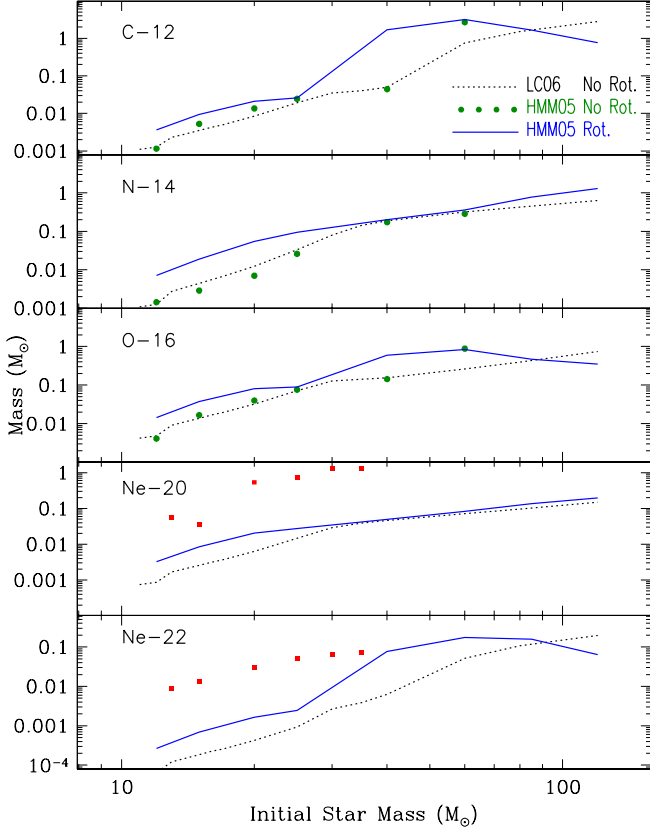 C-12
1
0.1
0.01
0.001
LC06 No Rot.
HMM05 No Rot.
HMM05 Rot.
N-14
1
0.1
0.01
0.001
O-16
1
0.1
0.01
Mass (M☉)
Ne-20
1
0.1
0.01
0.001
Ne-22
0.1
0.01
0.001
10⁻⁴
10
100
Initial Star Mass (M☉)